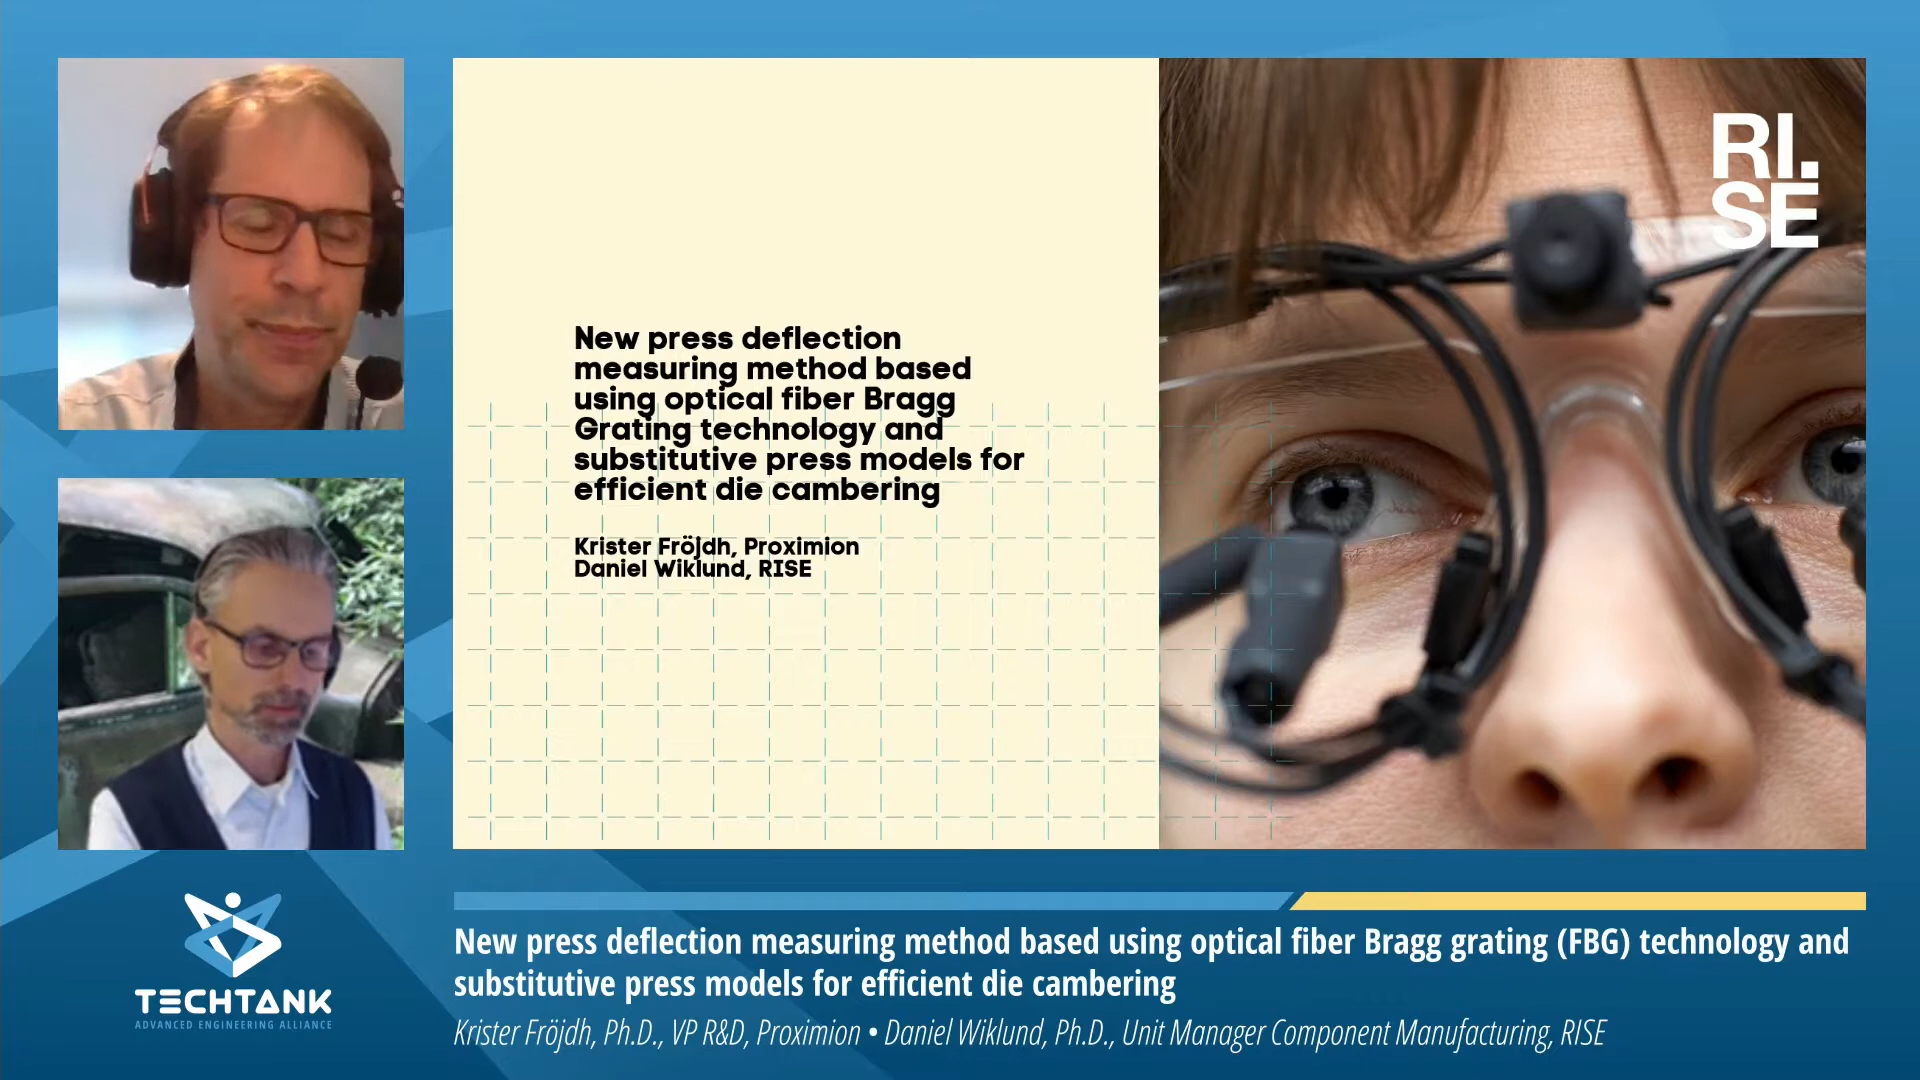 RI.
SE
New press deflection
measuring method based
using optical fiber Bragg
Grating technology and
substitutive press models for
efficient die cambering
Krister Fröjdh, Proximion
Daniel Wiklund, RISE
TECHTANK
ADVANCED ENGINEERING ALLIANCE
New press deflection measuring method based using optical fiber Bragg grating (FBG) technology and
substitutive press models for efficient die cambering
Krister Fröjdh, Ph.D., VP R&D, Proximion • Daniel Wiklund, Ph.D., Unit Manager Component Manufacturing, RISE